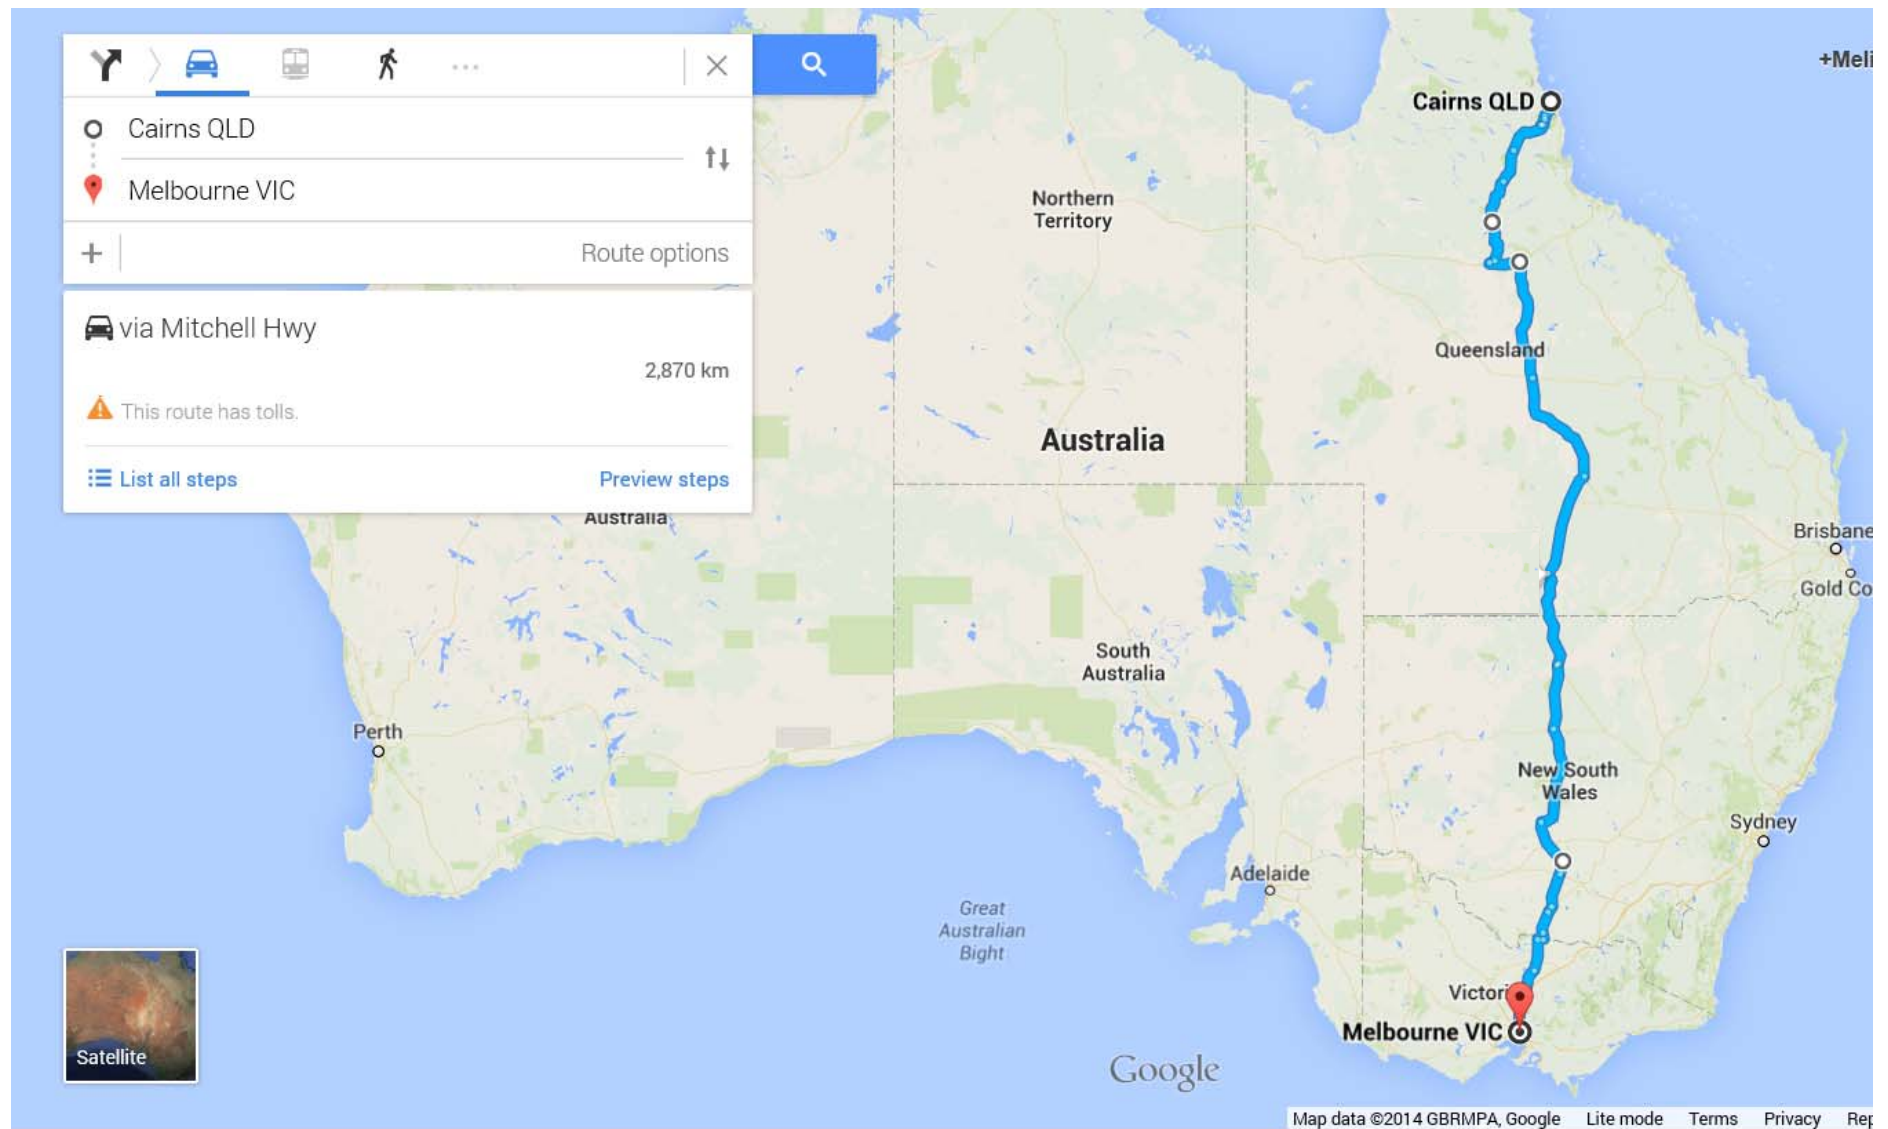 Cairns QLD
Melbourne VIC
Route options
via Mitchell Hwy
2,870 km
This route has tolls.
List all steps
Preview steps
+Meli
Cairns QLD
Northern
Territory
Queensland
Australia
Australia
Brisbane
Gold Co
South
Australia
Perth
New South
Wales
Sydney
Adelaide
Great
Australian
Bight
Victori
Melbourne VIC
Satellite
Google
Map data ©2014 GBRMPA, Google
Lite mode
Terms
Privacy
Rep